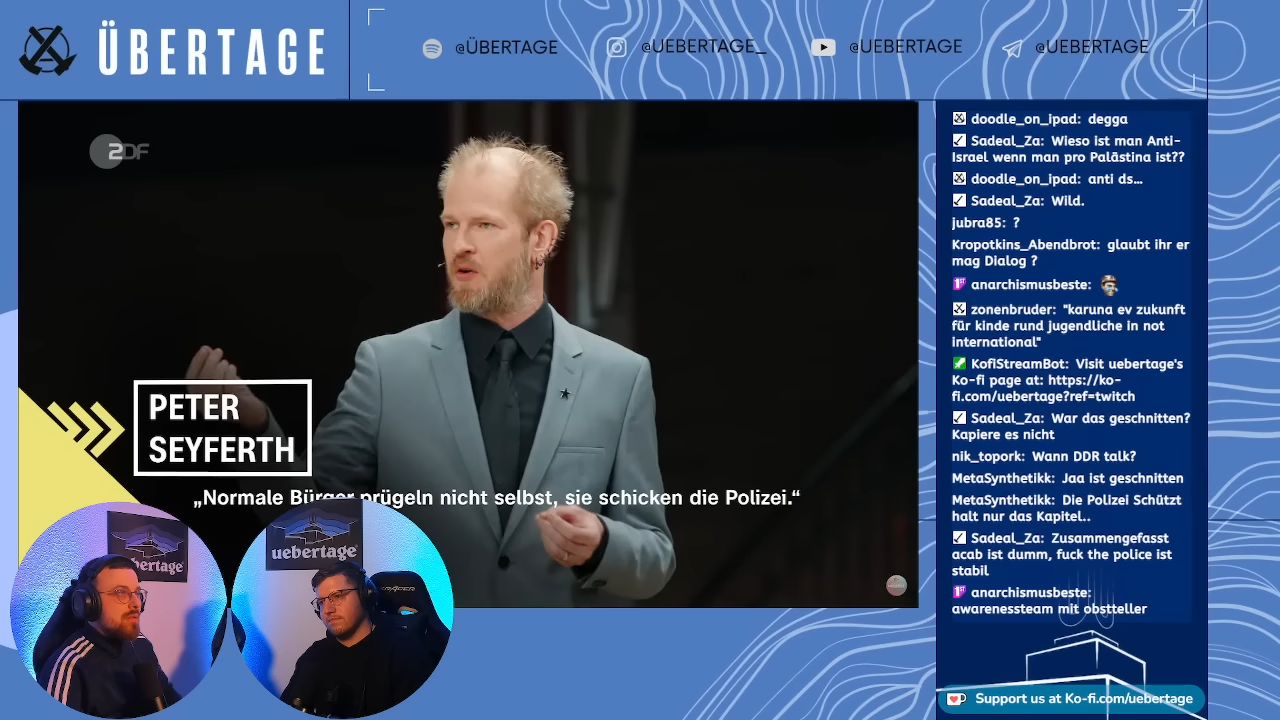 ÜBERTAGE
@ÜBERTAGE
@UEBERTAGE_
@UEBERTAGE
@UEBERTAGE
ZDF
PETER
SEYFERTH
„Normale Bürger prügeln nicht selbst, sie schicken die Polizei.“
uebertage
doodle_on_ipad: degga
Sadeal_Za: Wieso ist man Anti-
Israel wenn man pro Palästina ist??
doodle_on_ipad: anti ds...
Sadeal_Za: Wild.
jubra85: ?
Kropotkins_Abendbrot: glaubt ihr er
mag Dialog ?
anarchismusbeste:
zonenbruder: "karuna ev zukunft
für kinde rund jugendliche in not
international"
KofiStreamBot: Visit uebertage's
Ko-fi page at: https://ko-
fi.com/uebertage?ref=twitch
Sadeal_Za: War das geschnitten?
Kapiere es nicht
nik_topork: Wann DDR talk?
MetaSynthetikk: Jaa ist geschnitten
MetaSynthetikk: Die Polizei Schützt
halt nur das Kapitel..
Sadeal_Za: Zusammengefasst
acab ist dumm, fuck the police ist
stabil
anarchismusbeste:
awarenessteam mit obstteller
Support us at Ko-fi.com/uebertage